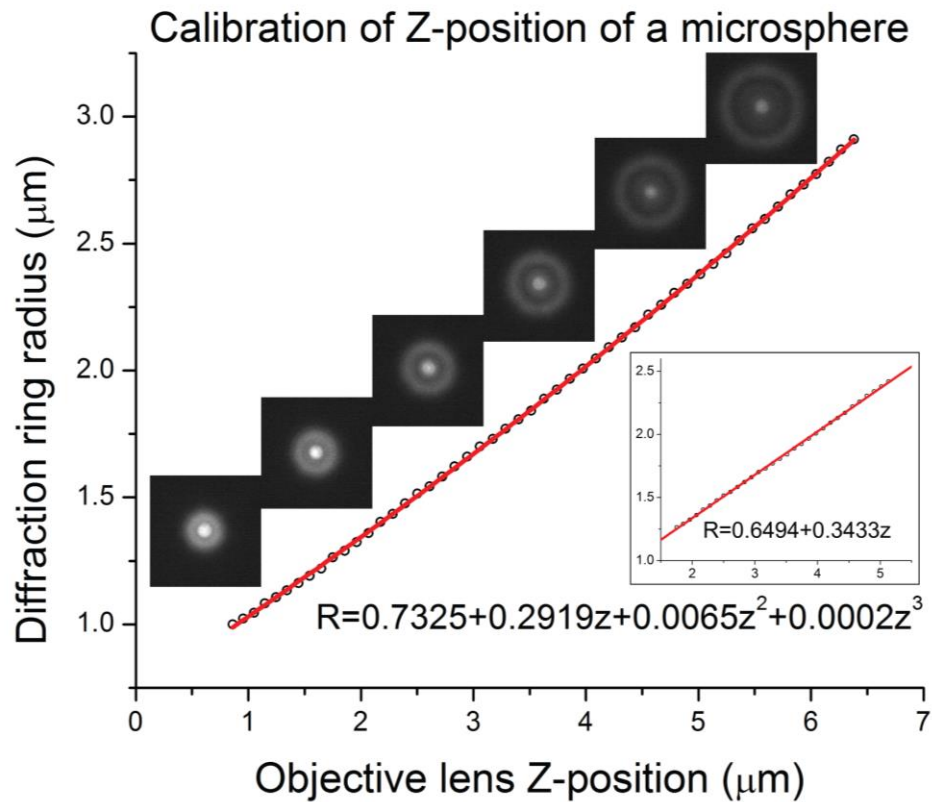 Calibration of Z-position of a microsphere
Diffraction ring radius (μm)
3.0
2.5
2.0
1.5
1.0
2.5
2.0
1.5
1.0
R=0.6494+0.3433z
2 3 4 5
R=0.7325+0.2919z+0.0065z²+0.0002z³
0 1 2 3 4 5 6 7
Objective lens Z-position (μm)